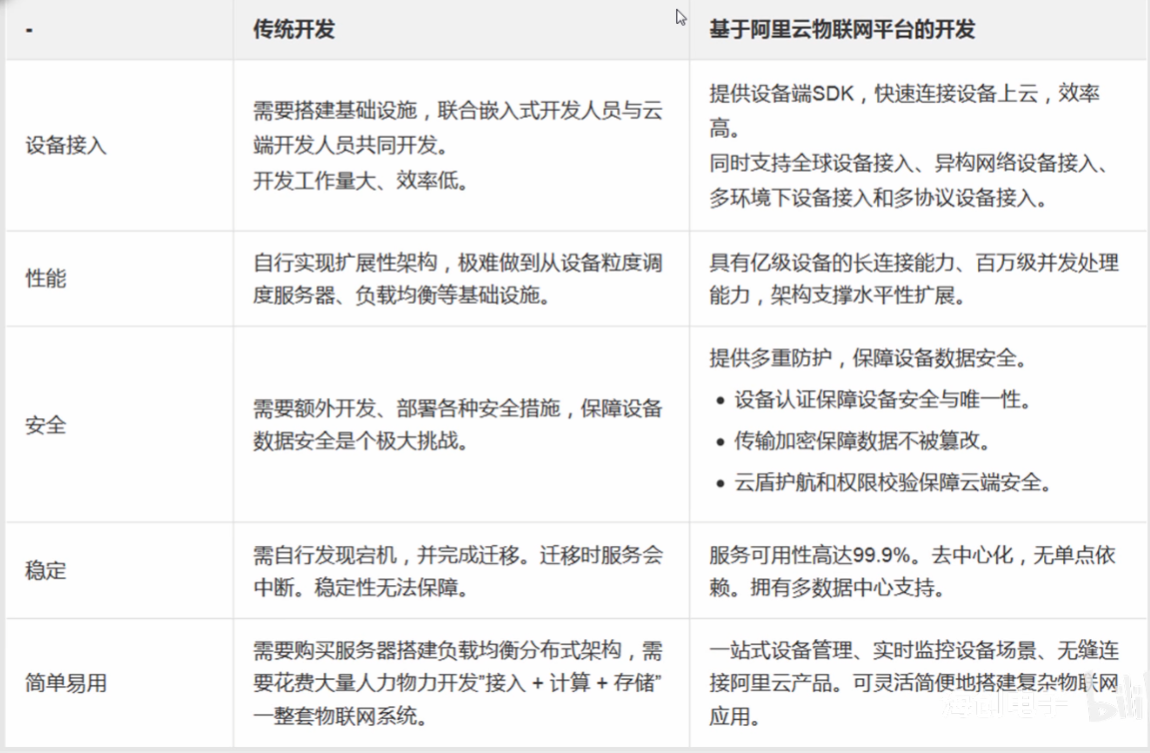 -
传统开发
基于阿里云物联网平台的开发
设备接入
需要搭建基础设施，联合嵌入式开发人员与云
端开发人员共同开发。
开发工作量大、效率低。
提供设备端SDK，快速连接设备上云，效率
高。
同时支持全球设备接入、异构网络设备接入、
多环境下设备接入和多协议设备接入。
性能
自行实现扩展性架构，极难做到从设备粒度调
度服务器、负载均衡等基础设施。
具有亿级设备的长连接能力、百万级并发处理
能力，架构支撑水平性扩展。
安全
需要额外开发、部署各种安全措施，保障设备
数据安全是个极大挑战。
提供多重防护，保障设备数据安全。
• 设备认证保障设备安全与唯一性。
• 传输加密保障数据不被篡改。
• 云盾护航和权限校验保障云端安全。
稳定
需自行发现宕机，并完成迁移。迁移时服务会
中断。稳定性无法保障。
服务可用性高达99.9%。去中心化，无单点依
赖。拥有多数据中心支持。
简单易用
需要购买服务器搭建负载均衡分布式架构，需
要花费大量人力物力开发”接入 + 计算 + 存储”
一整套物联网系统。
一站式设备管理、实时监控设备场景、无缝连
接阿里云产品。可灵活简便地搭建复杂物联网
应用。